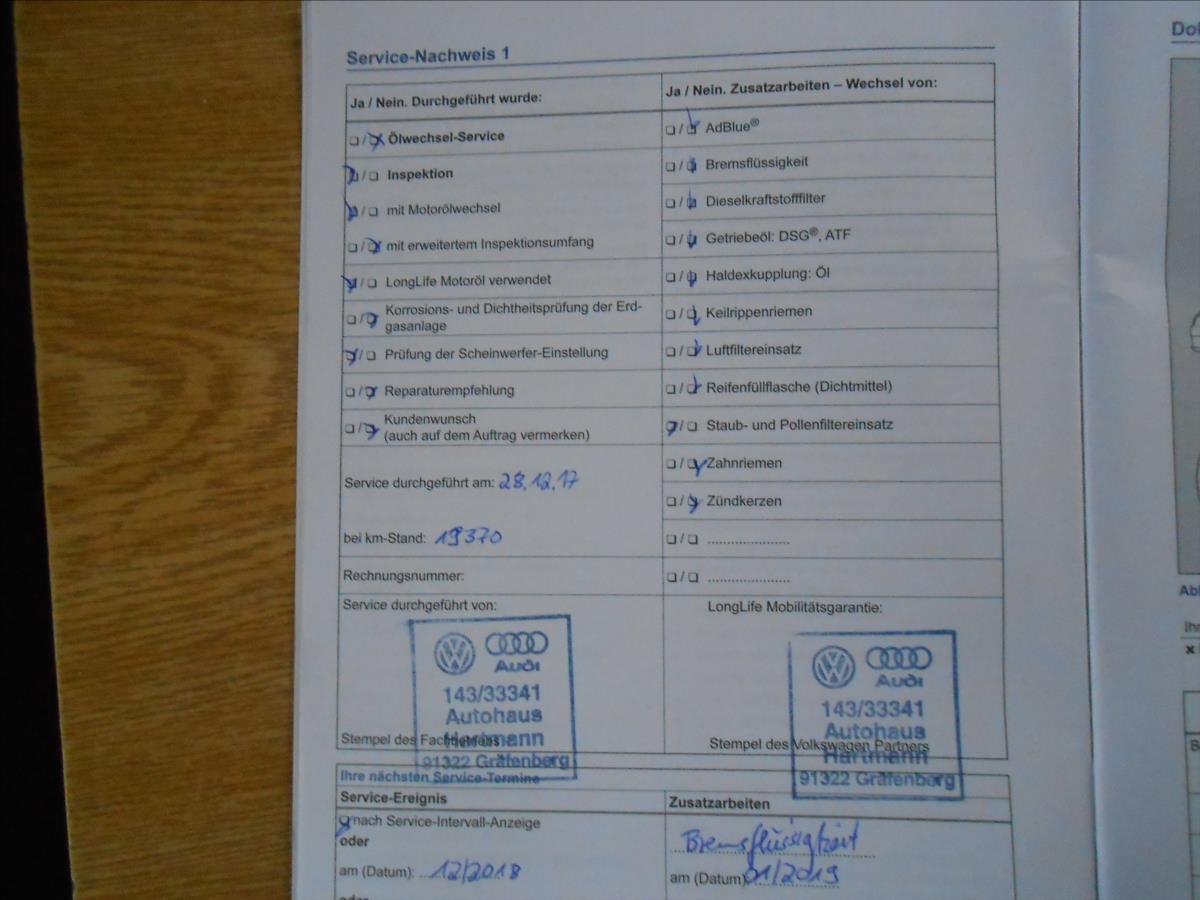 Service-Nachweis 1
Ja / Nein. Durchgeführt wurde:
Ölwechsel-Service
Inspektion
mit Motorölwechsel
mit erweitertem Inspektionsumfang
LongLife Motoröl verwendet
Korrosions- und Dichtheitsprüfung der Erd-
gasanlage
Prüfung der Scheinwerfer-Einstellung
Reparaturempfehlung
Kundenwunsch
(auch auf dem Auftrag vermerken)
Service durchgeführt am: 28.12.17
bei km-Stand: 19370
Rechnungsnummer:
Service durchgeführt von:
Audi
143/33341
Autohaus
Hartmann
91322 Gräfenberg
Stempel des Fachbetriebs
Ja / Nein. Zusatzarbeiten – Wechsel von:
AdBlue®
Bremsflüssigkeit
Dieselkraftstofffilter
Getriebeöl: DSG®, ATF
Haldexkupplung: Öl
Keilrippenriemen
Luftfiltereinsatz
Reifenfüllflasche (Dichtmittel)
Staub- und Pollenfiltereinsatz
Zahnriemen
Zündkerzen
LongLife Mobilitätsgarantie:
Audi
143/33341
Autohaus
Hartmann
91322 Gräfenberg
Stempel des Volkswagen Partners
Ihre nächsten Service-Termine
Service-Ereignis
nach Service-Intervall-Anzeige
oder
am (Datum): 12/2018
Zusatzarbeiten
Bremsflüssigkeit
am (Datum) 01/2019